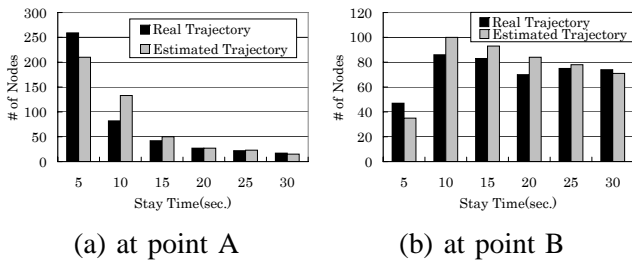 300
250
200
150
100
50
0
# of Nodes
Real Trajectory
Estimated Trajectory
5 10 15 20 25 30
Stay Time(sec.)
(a) at point A
120
100
80
60
40
20
0
# of Nodes
Real Trajectory
Estimated Trajectory
5 10 15 20 25 30
Stay Time(sec.)
(b) at point B